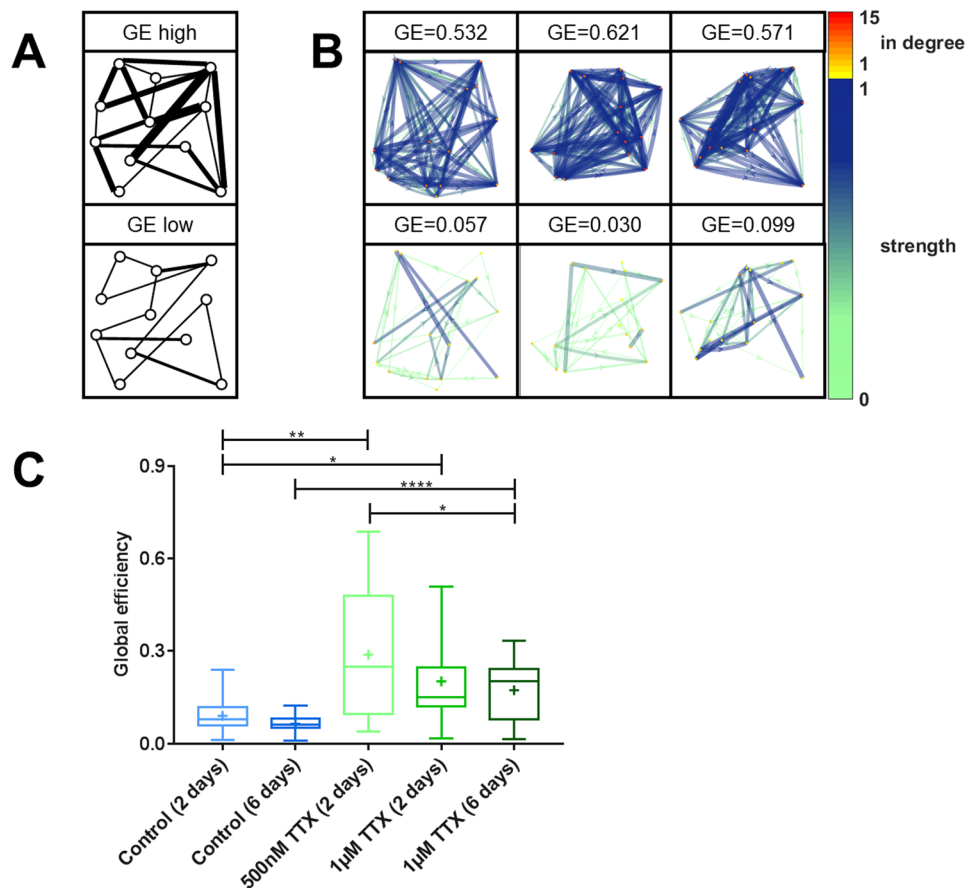 A
GE high
GE low
B
GE=0.532
GE=0.621
GE=0.571
GE=0.057
GE=0.030
GE=0.099
15
in degree
1
1
strength
0
C
**
*
****
*
0.9
0.6
0.3
0.0
Global efficiency
Control (2 days)
Control (6 days)
500nM TTX (2 days)
1µM TTX (2 days)
1µM TTX (6 days)